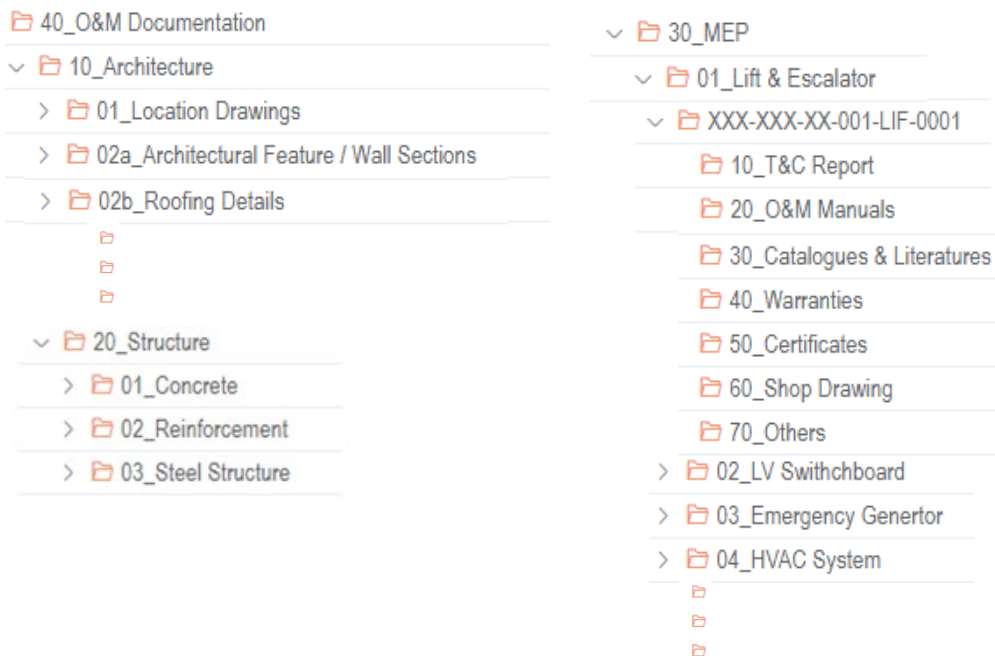 40_O&M Documentation
10_Architecture
01_Location Drawings
02a_Architectural Feature / Wall Sections
02b_Roofing Details
20_Structure
01_Concrete
02_Reinforcement
03_Steel Structure
30_MEP
01_Lift & Escalator
XXX-XXX-XX-001-LIF-0001
10_T&C Report
20_O&M Manuals
30_Catalogues & Literatures
40_Warranties
50_Certificates
60_Shop Drawing
70_Others
02_LV Swithchboard
03_Emergency Genertor
04_HVAC System